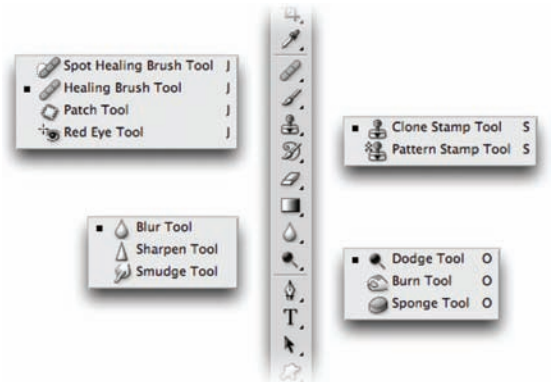 Spot Healing Brush Tool J
Healing Brush Tool J
Patch Tool J
Red Eye Tool J
Clone Stamp Tool S
Pattern Stamp Tool S
Blur Tool
Sharpen Tool
Smudge Tool
Dodge Tool O
Burn Tool O
Sponge Tool O
T